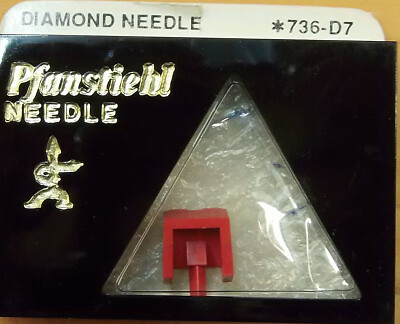 DIAMOND NEEDLE *736-D7
Pfanstiehl
NEEDLE